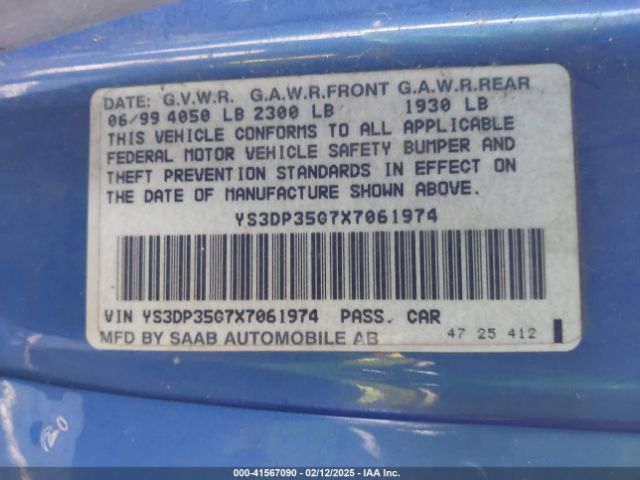 DATE: G.V.W.R. G.A.W.R.FRONT G.A.W.R.REAR
06/99 4050 LB 2300 LB 1930 LB
THIS VEHICLE CONFORMS TO ALL APPLICABLE
FEDERAL MOTOR VEHICLE SAFETY BUMPER AND
THEFT PREVENTION STANDARDS IN EFFECT ON
THE DATE OF MANUFACTURE SHOWN ABOVE.
YS3DP35G7X7061974
VIN YS3DP35G7X7061974 PASS. CAR
MFD BY SAAB AUTOMOBILE AB 47 25 412
000-41567090 - 02/12/2025 - IAAI.COM